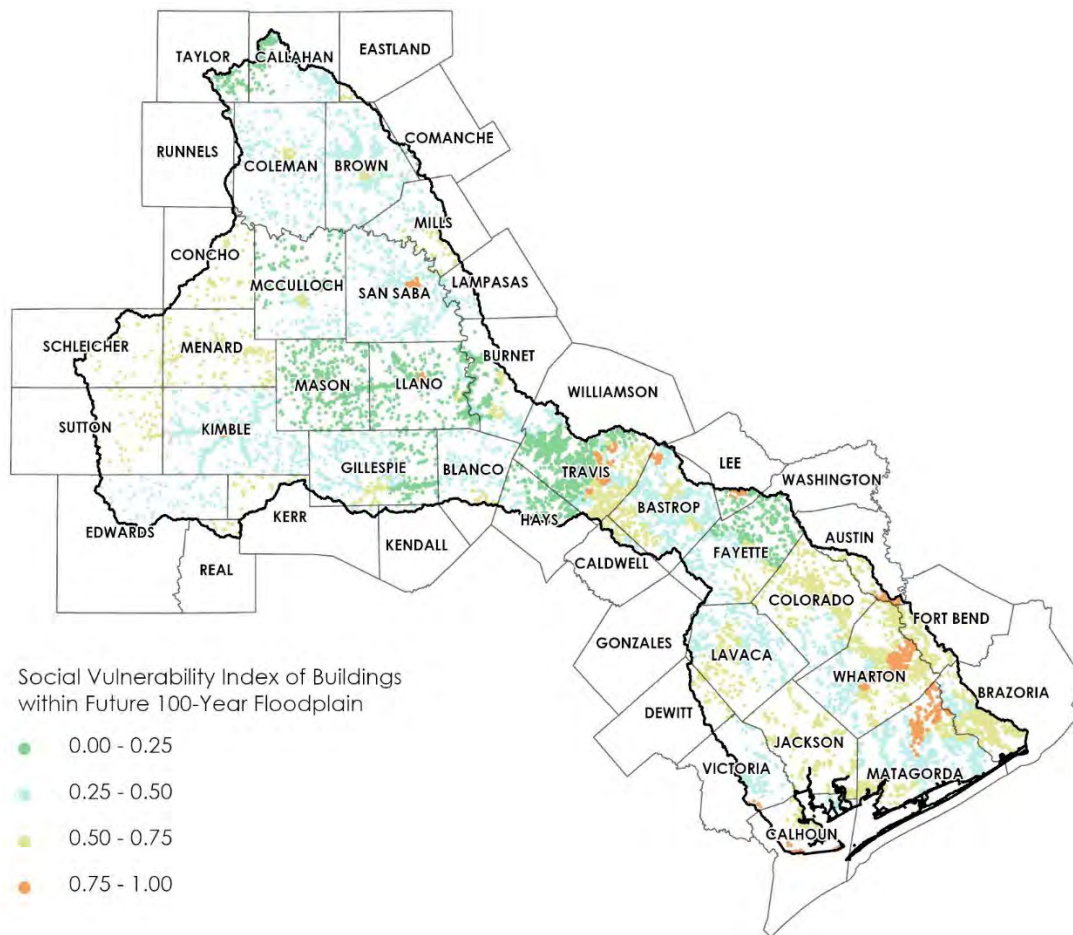 TAYLOR
CALLAHAN
EASTLAND
RUNNELS
COLEMAN
BROWN
COMANCHE
MILLS
CONCHO
MCCULLOCH
SAN SABA
LAMPASAS
SCHLEICHER
MENARD
MASON
LLANO
BURNET
WILLIAMSON
SUTTON
KIMBLE
GILLESPIE
BLANCO
TRAVIS
LEE
WASHINGTON
BASTROP
EDWARDS
KERR
HAYS
FAYETTE
AUSTIN
REAL
KENDALL
CALDWELL
COLORADO
FORT BEND
GONZALES
LAVACA
WHARTON
BRAZORIA
DEWITT
JACKSON
VICTORIA
MATAGORDA
CALHOUN
Social Vulnerability Index of Buildings
within Future 100-Year Floodplain
0.00 - 0.25
0.25 - 0.50
0.50 - 0.75
0.75 - 1.00